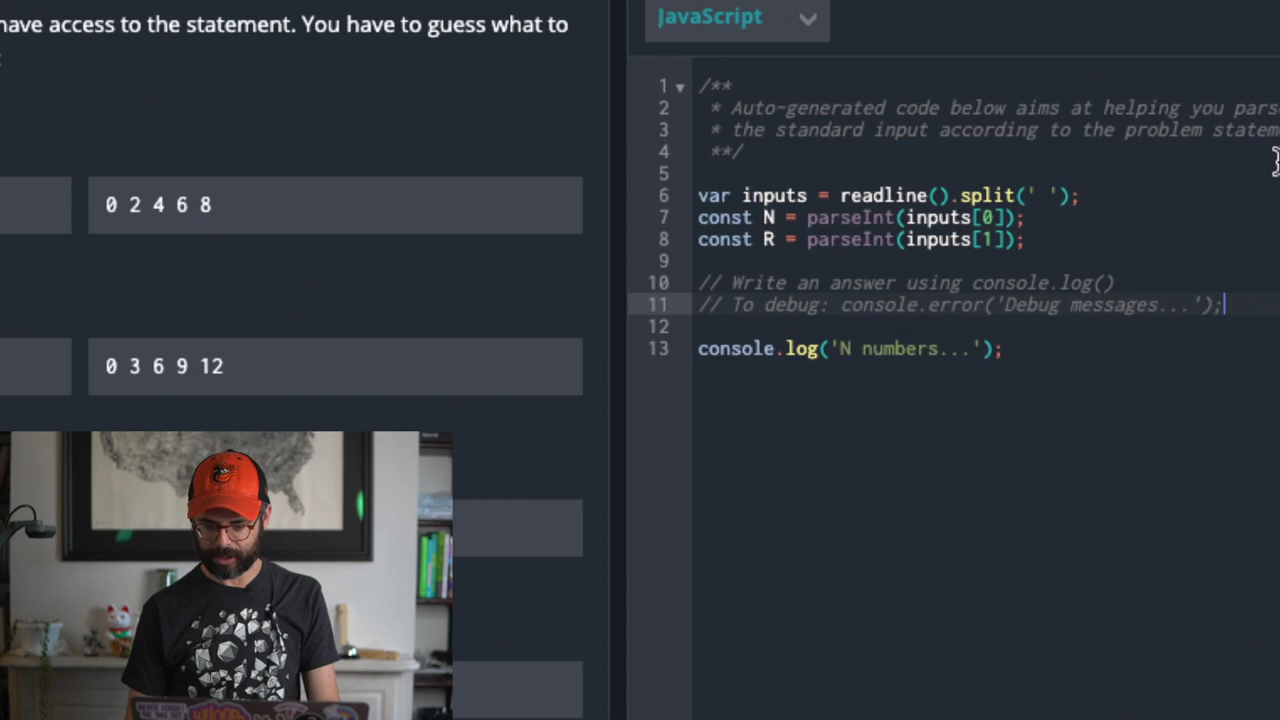 have access to the statement. You have to guess what to
:
0 2 4 6 8
0 3 6 9 12
JavaScript
1 /**
2 * Auto-generated code below aims at helping you
3 * the standard input according to the problem
4 **/
5
6 var inputs = readline().split(' ');
7 const N = parseInt(inputs[0]);
8 const R = parseInt(inputs[1]);
9
10 // Write an answer using console.log()
11 // To debug: console.error('Debug messages...');
12
13 console.log('N numbers...');